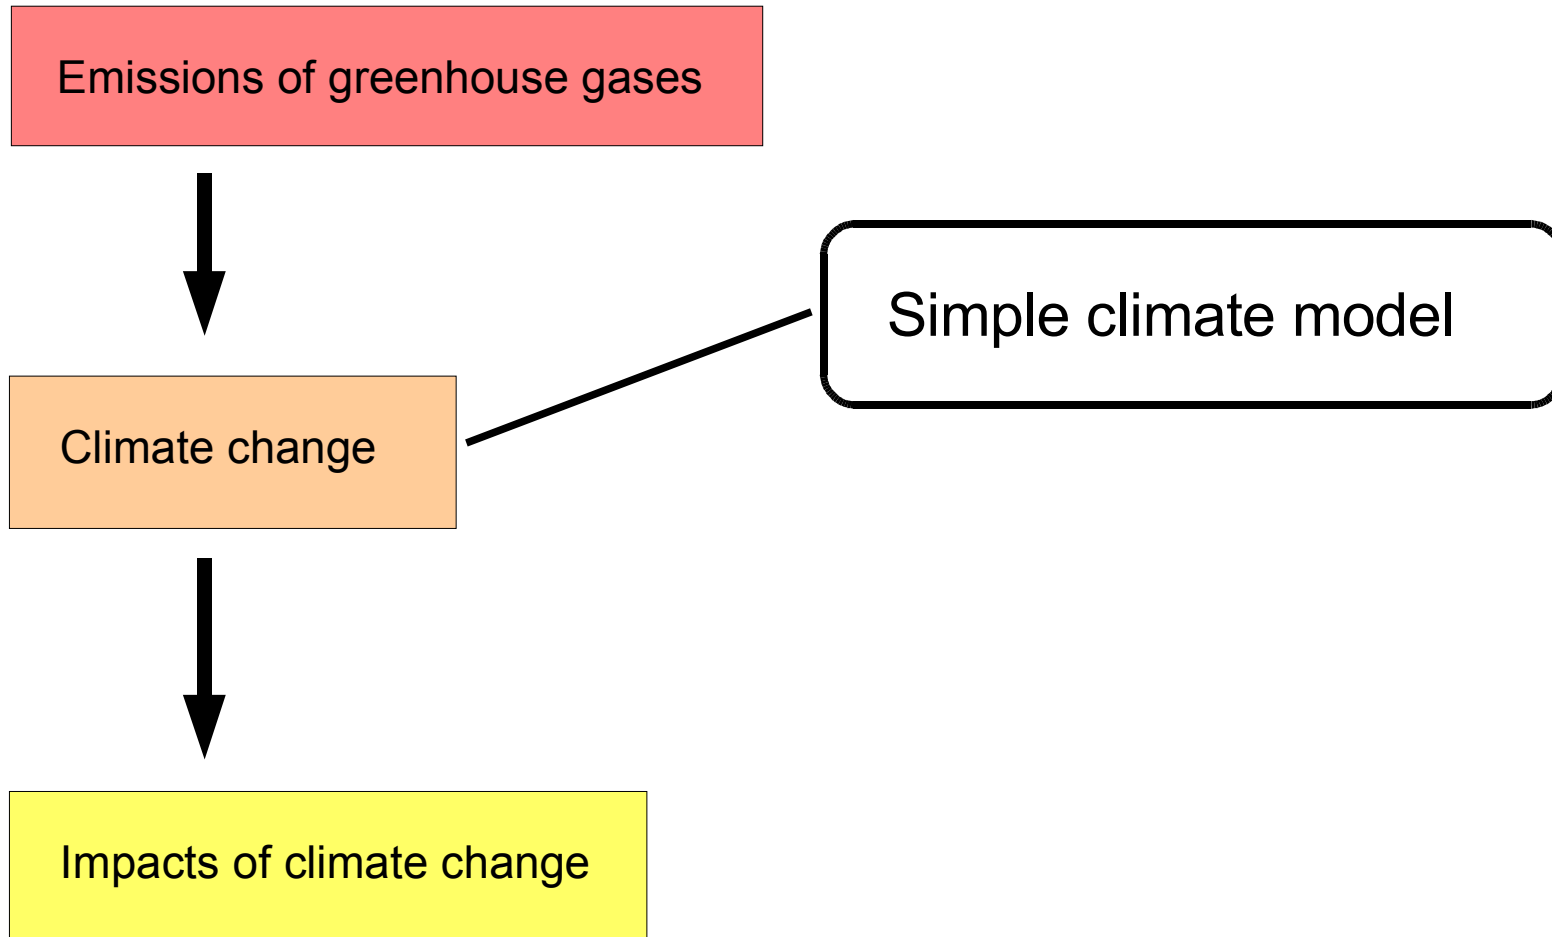 Emissions of greenhouse gases
Simple climate model
Climate change
Impacts of climate change